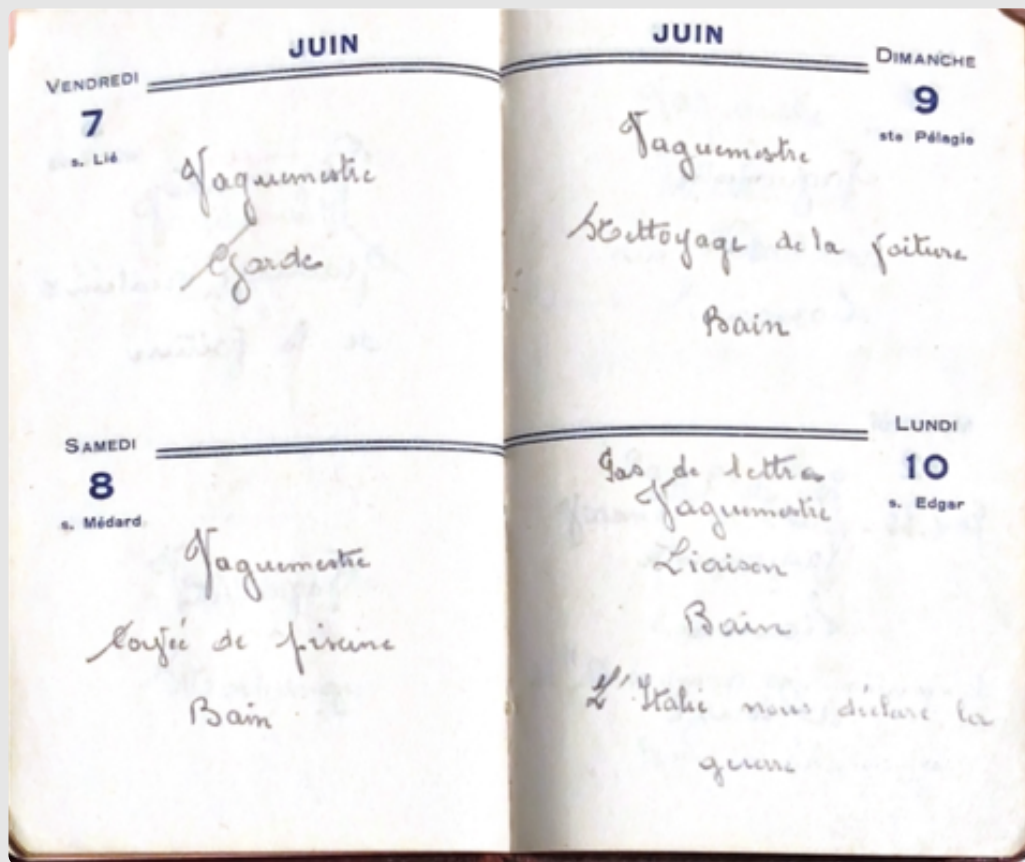 JUIN
VENDREDI
7
s. Lié
Vaguemestre
Garde
SAMEDI
8
s. Médard
Vaguemestre
Corvée de piscine
Bain
JUIN
DIMANCHE
9
ste Pélagie
Vaguemestre
Nettoyage de la voiture
Bain
LUNDI
10
s. Edgar
Pas de lettres
Vaguemestre
Liaison
Bain
L'Italie nous déclare la
guerre